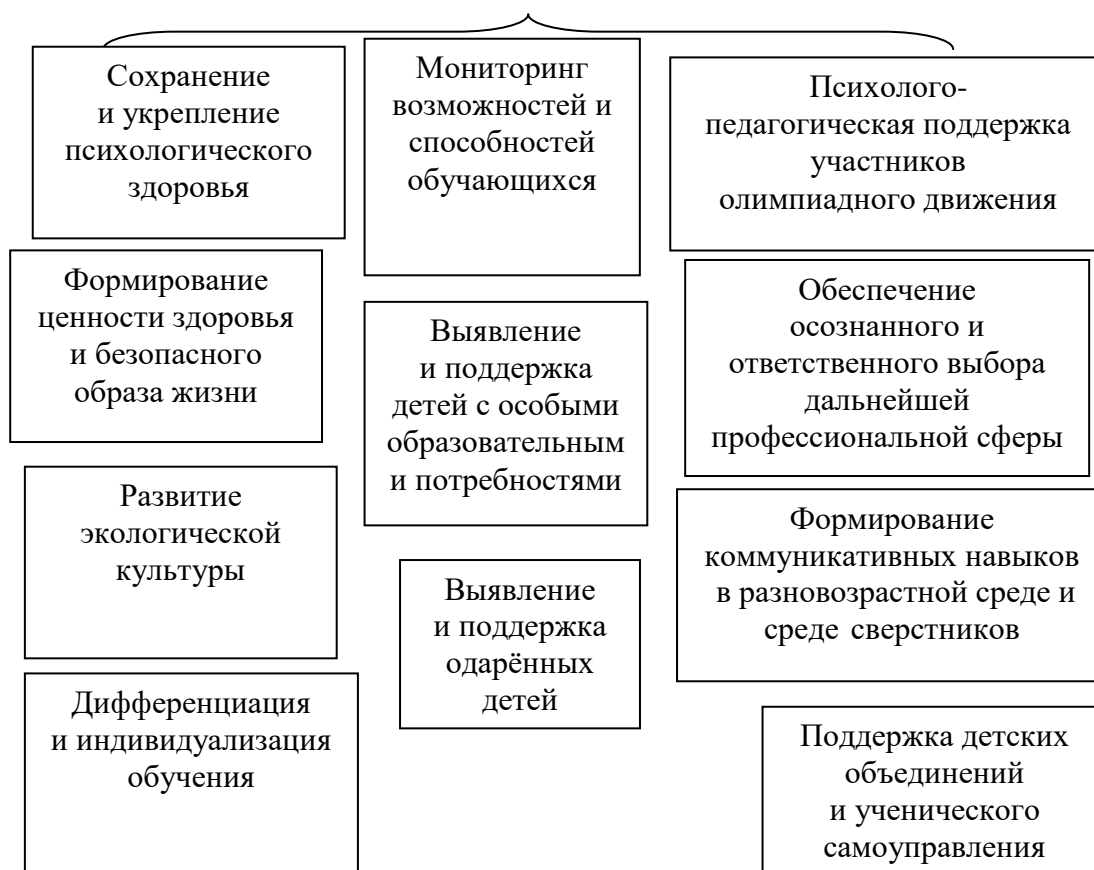 Сохранение
и укрепление
психологического
здоровья
Формирование
ценности здоровья
и безопасного
образа жизни
Развитие
экологической
культуры
Дифференциация
и индивидуализация
обучения
Мониторинг
возможностей и
способностей
обучающихся
Выявление
и поддержка
детей с особыми
образовательным
и потребностями
Выявление
и поддержка
одарённых
детей
Психолого-
педагогическая поддержка
участников
олимпиадного движения
Обеспечение
осознанного и
ответственного выбора
дальнейшей
профессиональной сферы
Формирование
коммуникативных навыков
в разновозрастной среде и
среде сверстников
Поддержка детских
объединений
и ученического
самоуправления